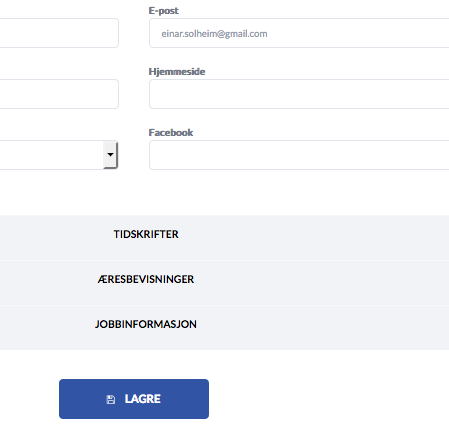 E-post
einar.solheim@gmail.com
Hjemmeside
Facebook
TIDSKRIFTER
ÆRESBEVISNINGER
JOBBINFORMASJON
LAGRE